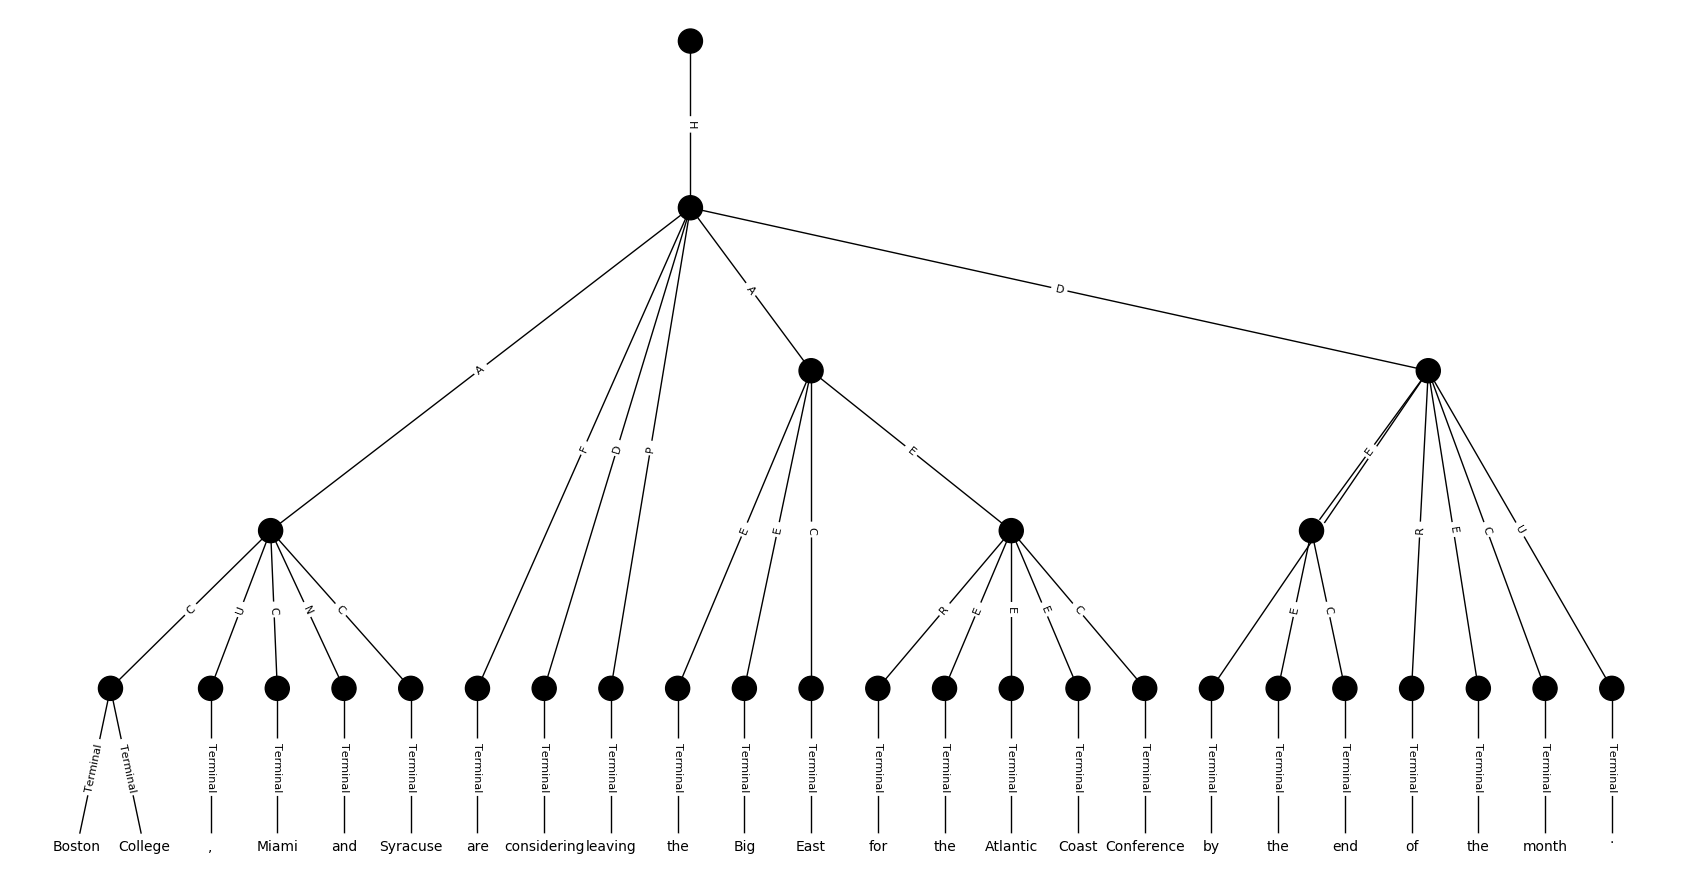 H
A F D P A D
C U C N C E E C E E R E C U
R E E E C E C
Terminal Terminal Terminal Terminal Terminal Terminal Terminal Terminal Terminal Terminal Terminal Terminal Terminal Terminal Terminal Terminal Terminal Terminal Terminal Terminal Terminal Terminal Terminal Terminal
Boston College , Miami and Syracuse are considering leaving the Big East for the Atlantic Coast Conference by the end of the month .